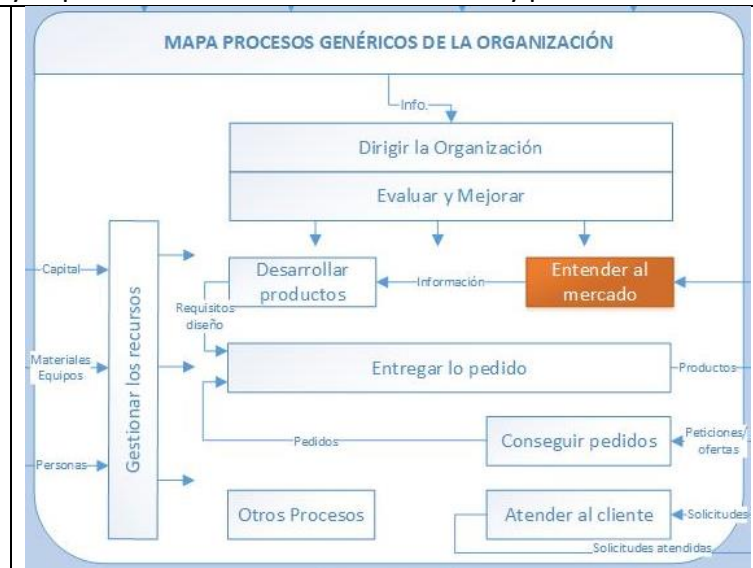 MAPA PROCESOS GENÉRICOS DE LA ORGANIZACIÓN
Info.
Dirigir la Organización
Evaluar y Mejorar
Capital
Gestionar los recursos
Desarrollar
productos
Información
Entender al
mercado
Requisitos
diseño
Materiales
Equipos
Entregar lo pedido
Productos
Pedidos
Conseguir pedidos
Peticiones/
ofertas
Personas
Otros Procesos
Atender al cliente
Solicitudes
Solicitudes atendidas